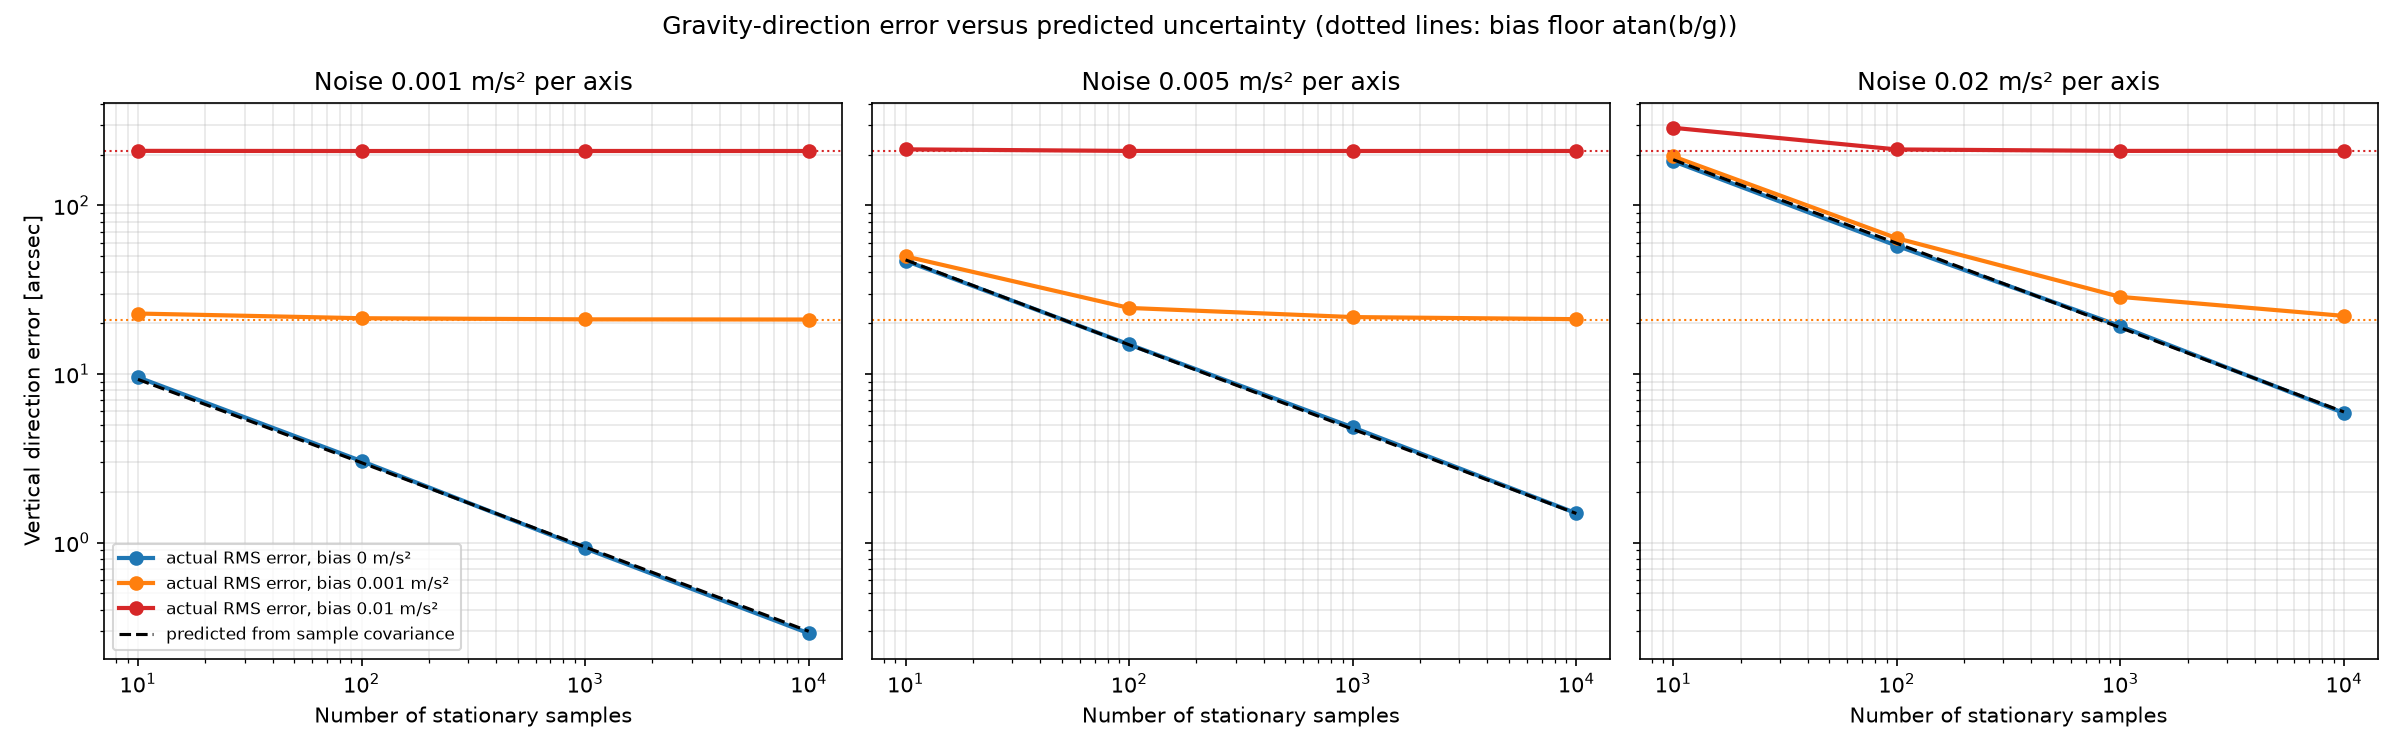 Gravity-direction error versus predicted uncertainty (dotted lines: bias floor atan(b/g))
Noise 0.001 m/s² per axis
Noise 0.005 m/s² per axis
Noise 0.02 m/s² per axis
Vertical direction error [arcsec]
10²
10¹
10⁰
actual RMS error, bias 0 m/s²
actual RMS error, bias 0.001 m/s²
actual RMS error, bias 0.01 m/s²
predicted from sample covariance
10¹ 10² 10³ 10⁴
10¹ 10² 10³ 10⁴
10¹ 10² 10³ 10⁴
Number of stationary samples
Number of stationary samples
Number of stationary samples